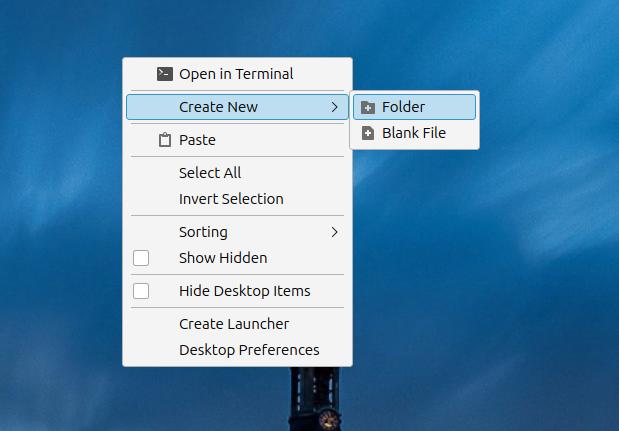 Open in Terminal
Create New
Folder
Blank File
Paste
Select All
Invert Selection
Sorting
Show Hidden
Hide Desktop Items
Create Launcher
Desktop Preferences